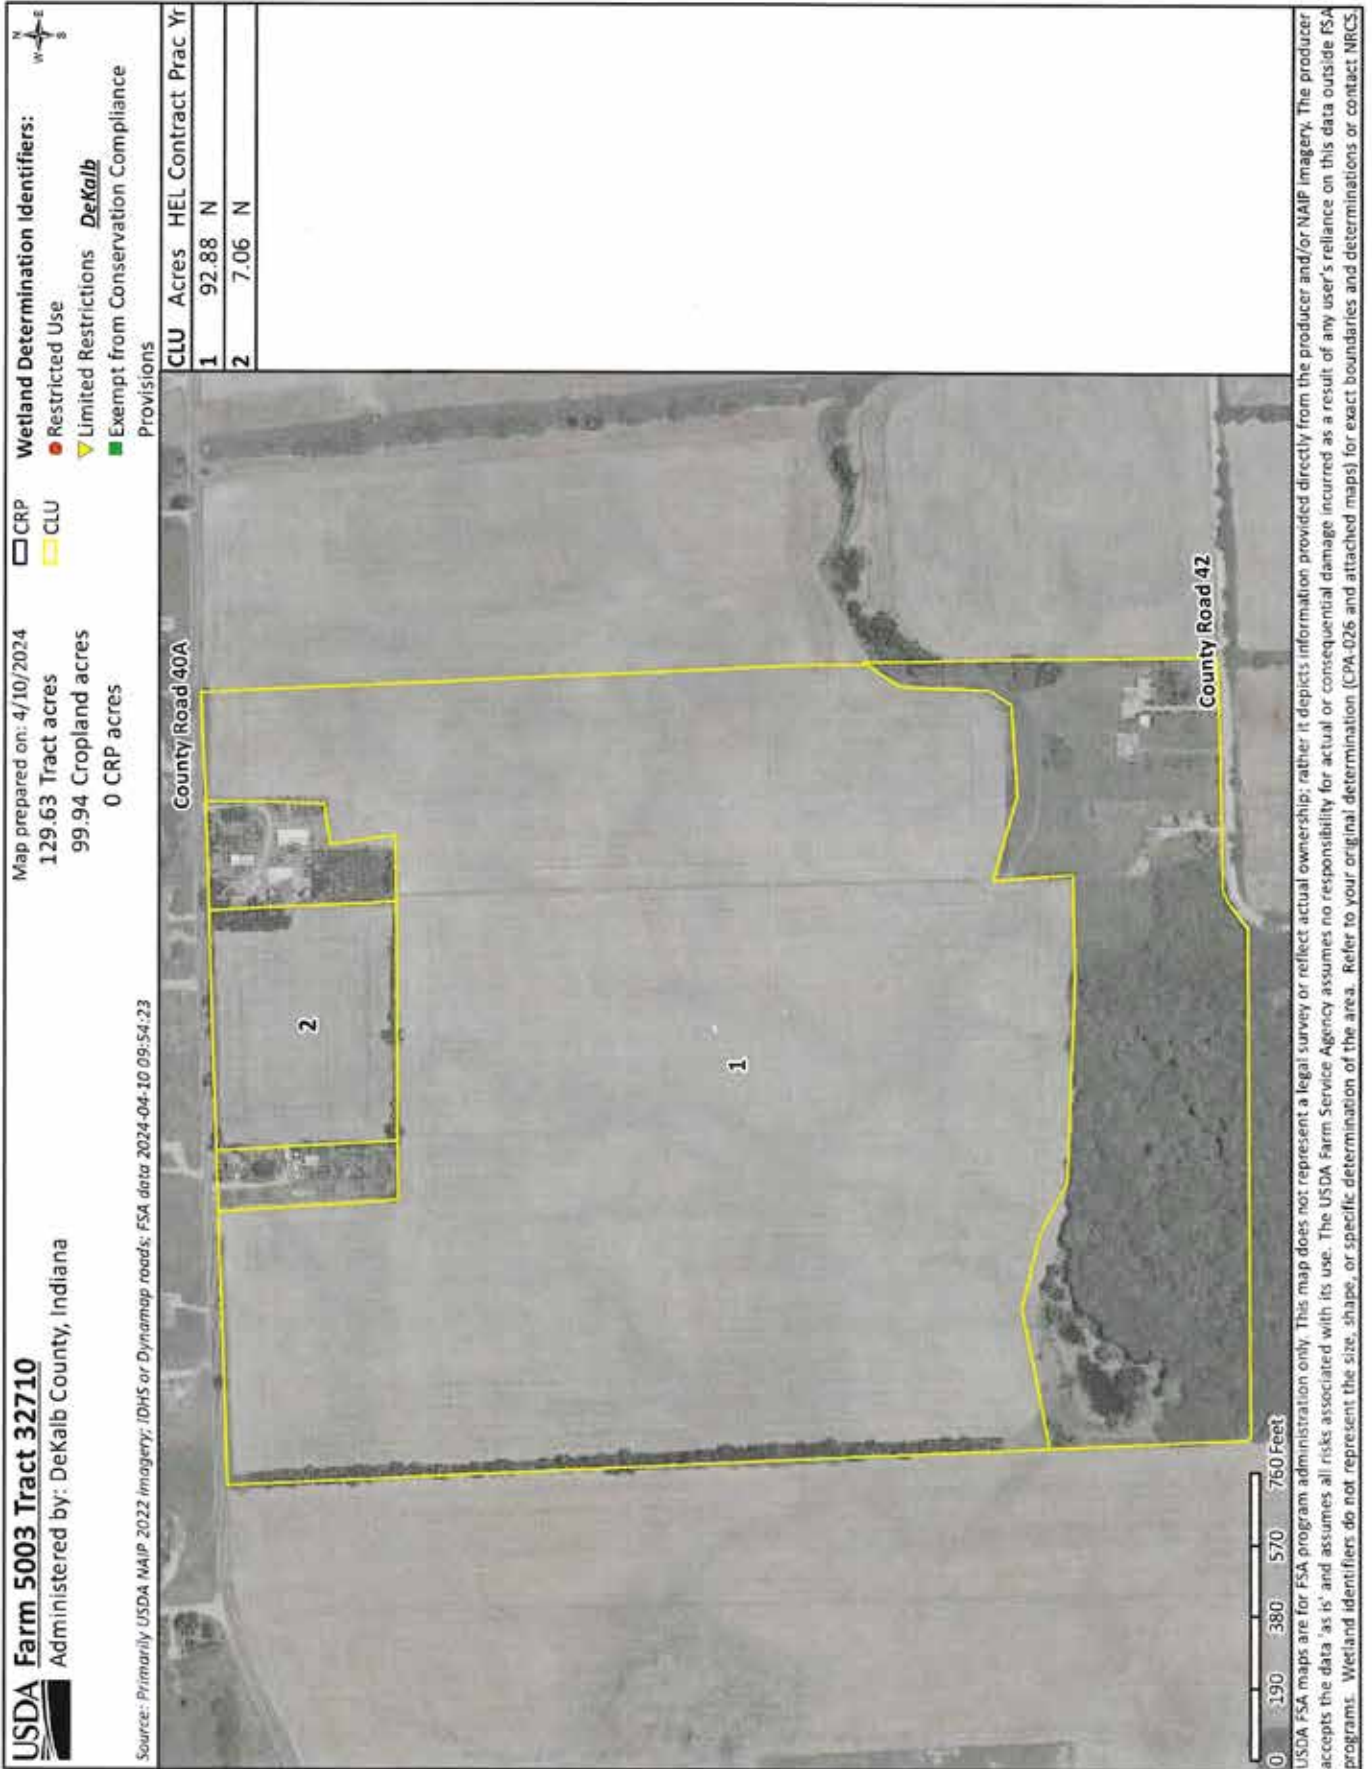 USDA Farm 5003 Tract 32710
Administered by: DeKalb County, Indiana
Map prepared on: 4/10/2024
129.63 Tract acres
99.94 Cropland acres
0 CRP acres
CRP
CLU
Wetland Determination Identifiers:
Restricted Use
Limited Restrictions DeKalb
Exempt from Conservation Compliance
Provisions
N
W E
S
Source: Primarily USDA NAIP 2022 imagery; IDHS or Dynamap roads; FSA data 2024-04-10 09:54:23
CLU Acres HEL Contract Prac Yr
1 92.88 N
2 7.06 N
County Road 40A
2
1
County Road 42
0 190 380 570 760 Feet
USDA FSA maps are for FSA program administration only. This map does not represent a legal survey or reflect actual ownership; rather it depicts information provided directly from the producer and/or NAIP imagery. The producer
accepts the data 'as is' and assumes all risks associated with its use. The USDA Farm Service Agency assumes no responsibility for actual or consequential damage incurred as a result of any user's reliance on this data outside FSA
programs. Wetland identifiers do not represent the size, shape, or specific determination of the area. Refer to your original determination (CPA-026 and attached maps) for exact boundaries and determinations or contact NRCS.